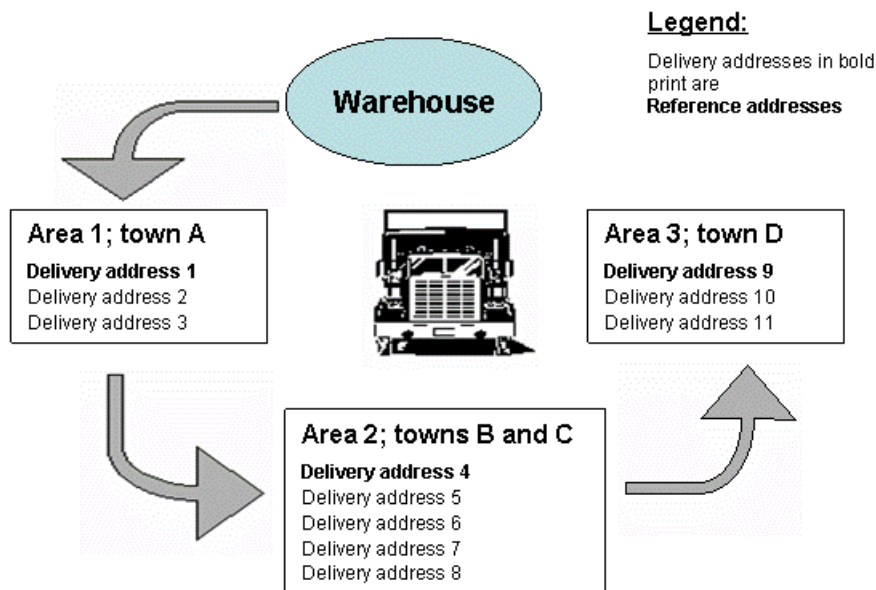 Legend:
Delivery addresses in bold
print are
Reference addresses
Warehouse
Area 1; town A
Delivery address 1
Delivery address 2
Delivery address 3
Area 2; towns B and C
Delivery address 4
Delivery address 5
Delivery address 6
Delivery address 7
Delivery address 8
Area 3; town D
Delivery address 9
Delivery address 10
Delivery address 11